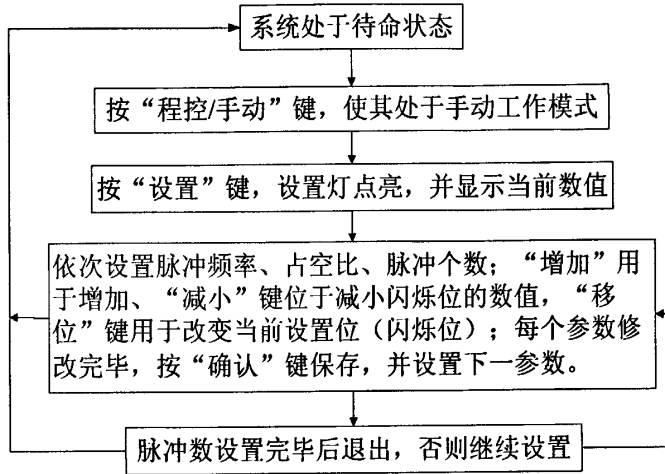 系统处于待命状态
按“程控/手动”键，使其处于手动工作模式
按“设置”键，设置灯点亮，并显示当前数值
依次设置脉冲频率、占空比、脉冲个数；“增加”用
于增加、“减小”键位于减小闪烁位的数值，“移
位”键用于改变当前设置位（闪烁位）；每个参数修
改完毕，按“确认”键保存，并设置下一参数。
脉冲数设置完毕后退出，否则继续设置